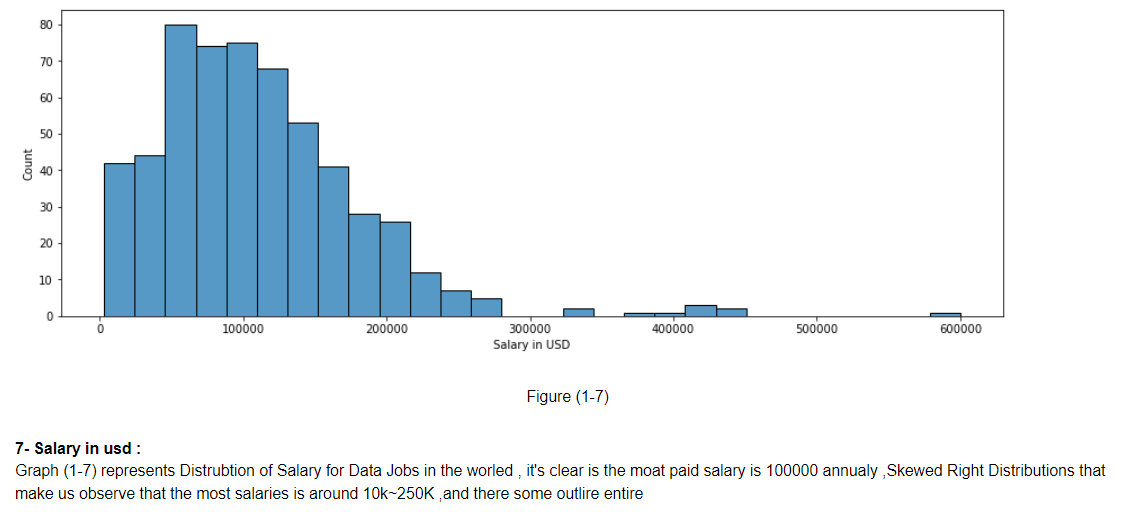 80
70
60
50
40
30
20
10
0
Count
0 100000 200000 300000 400000 500000 600000
Salary in USD
Figure (1-7)
7- Salary in usd :
Graph (1-7) represents Distrubtion of Salary for Data Jobs in the worled , it's clear is the moat paid salary is 100000 annualy ,Skewed Right Distributions that
make us observe that the most salaries is around 10k~250K ,and there some outlire entire